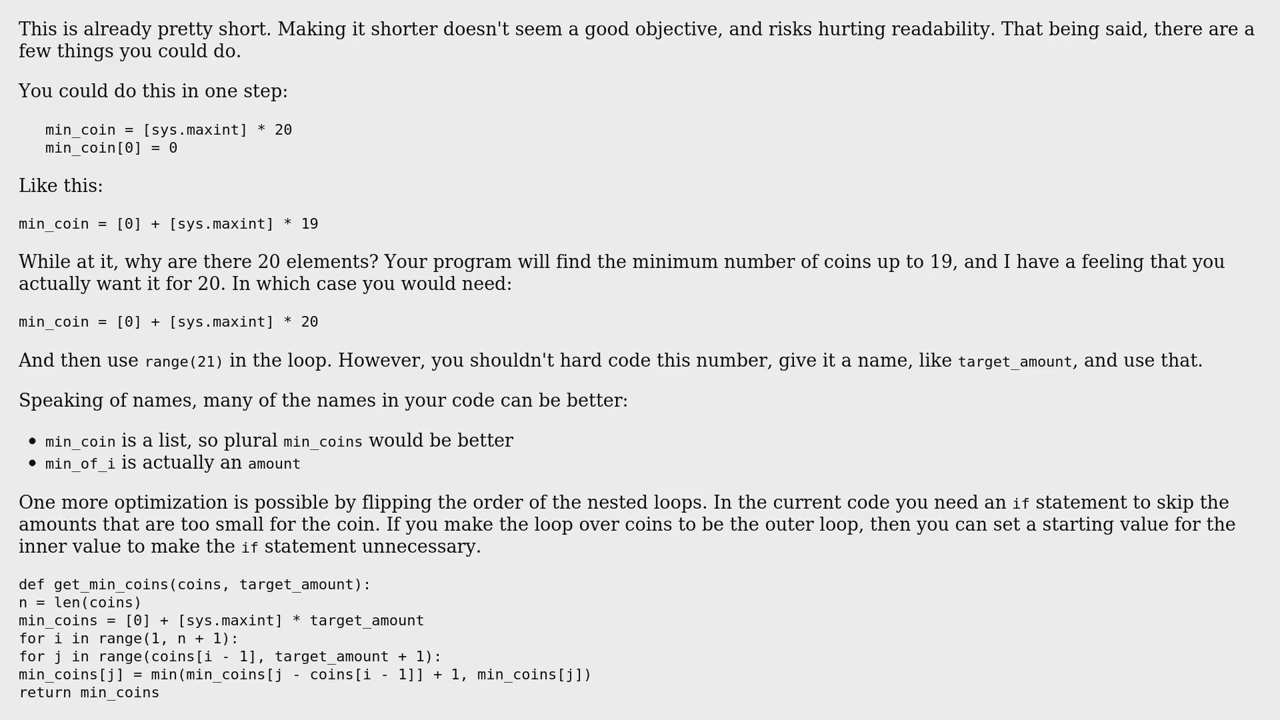 This is already pretty short. Making it shorter doesn't seem a good objective, and risks hurting readability. That being said, there are a
few things you could do.
You could do this in one step:
min_coin = [sys.maxint] * 20
min_coin[0] = 0
Like this:
min_coin = [0] + [sys.maxint] * 19
While at it, why are there 20 elements? Your program will find the minimum number of coins up to 19, and I have a feeling that you
actually want it for 20. In which case you would need:
min_coin = [0] + [sys.maxint] * 20
And then use range(21) in the loop. However, you shouldn't hard code this number, give it a name, like target_amount, and use that.
Speaking of names, many of the names in your code can be better:
• min_coin is a list, so plural min_coins would be better
• min_of_i is actually an amount
One more optimization is possible by flipping the order of the nested loops. In the current code you need an if statement to skip the
amounts that are too small for the coin. If you make the loop over coins to be the outer loop, then you can set a starting value for the
inner value to make the if statement unnecessary.
def get_min_coins(coins, target_amount):
n = len(coins)
min_coins = [0] + [sys.maxint] * target_amount
for i in range(1, n + 1):
for j in range(coins[i - 1], target_amount + 1):
min_coins[j] = min(min_coins[j - coins[i - 1]] + 1, min_coins[j])
return min_coins